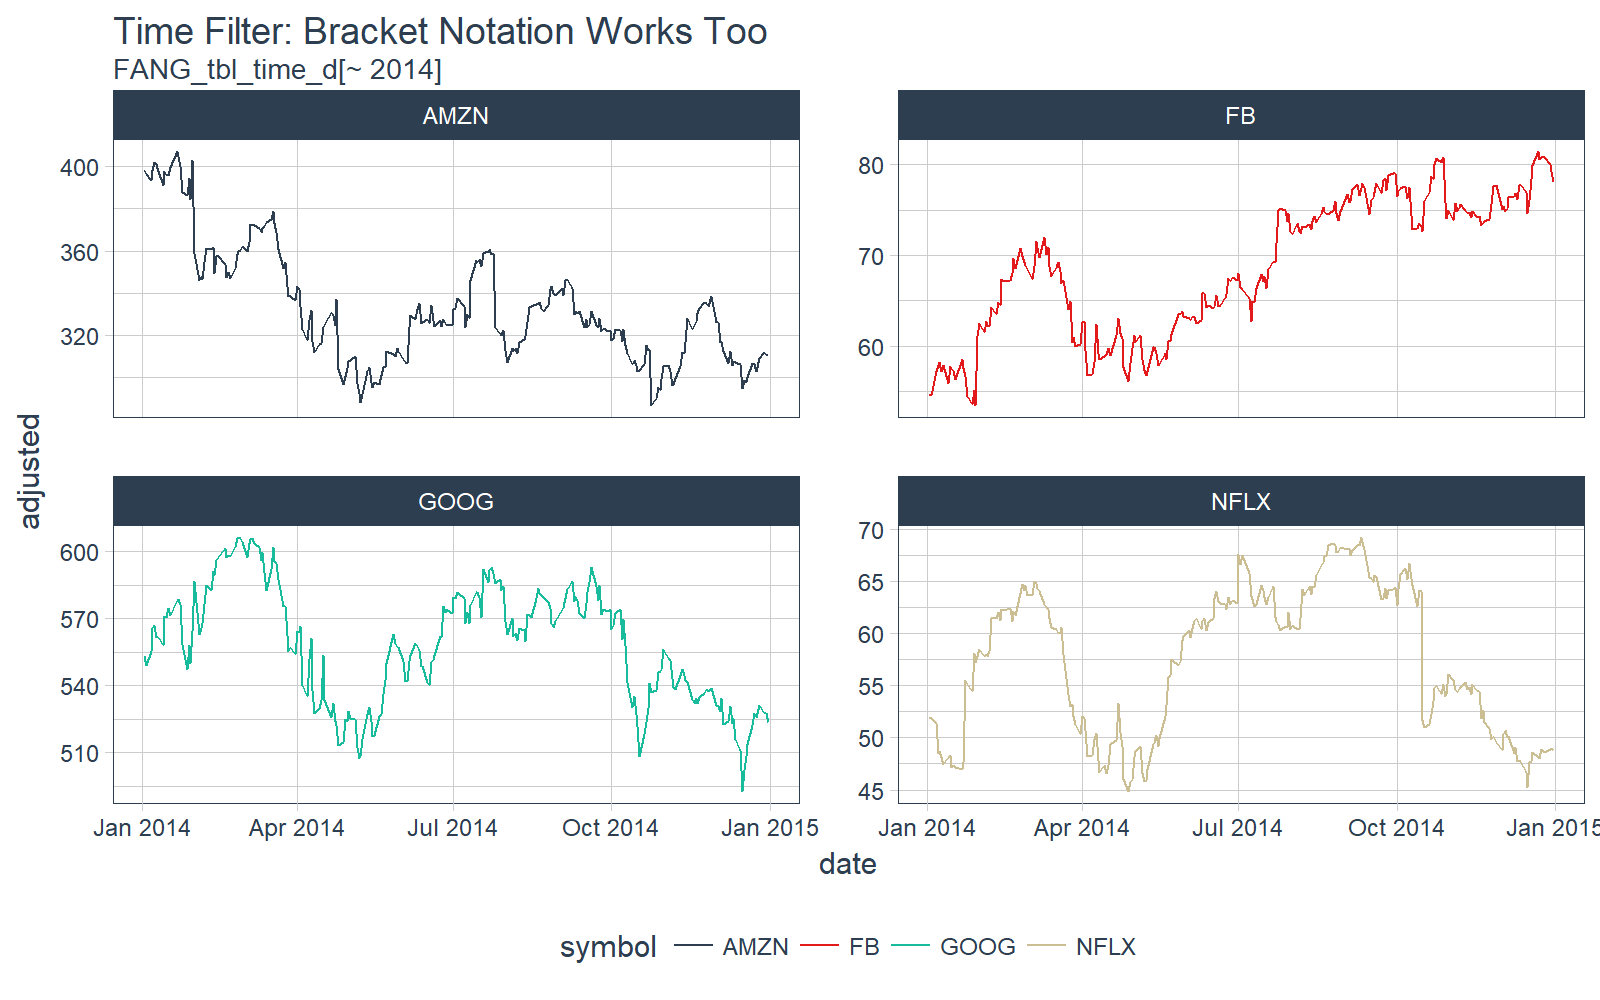 Time Filter: Bracket Notation Works Too
FANG_tbl_time_d[~ 2014]
AMZN
FB
400
360
320
80
70
60
adjusted
GOOG
NFLX
600
570
540
510
70
65
60
55
50
45
Jan 2014 Apr 2014 Jul 2014 Oct 2014 Jan 2015
Jan 2014 Apr 2014 Jul 2014 Oct 2014 Jan 2015
date
symbol AMZN FB GOOG NFLX